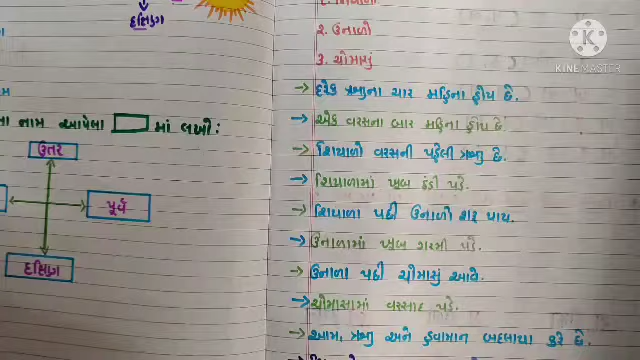 દક્ષિણ
ના નામ આપેલા માં લખો:
ઉત્તર
પૂર્વ
દક્ષિણ
૧. શિયાળો
૨. ઉનાળો
૩. ચોમાસું
→ દરેક ઋતુના ચાર મહિના હોય છે.
→ એક વરસના બાર મહિના હોય છે
→ શિયાળો વરસની પહેલી ઋતુ છે.
→ શિયાળામાં ખુબ ઠંડી પડે.
→ શિયાળા પછી ઉનાળો શરૂ થાય.
→ ઉનાળામાં ખુબ ગરમી પડે.
→ ઉનાળા પછી ચોમાસું આવે.
→ ચોમાસામાં વરસાદ પડે.
→ આમ, ઋતુ અને હવામાન બદલાયા કરે છે.
KINEMASTER